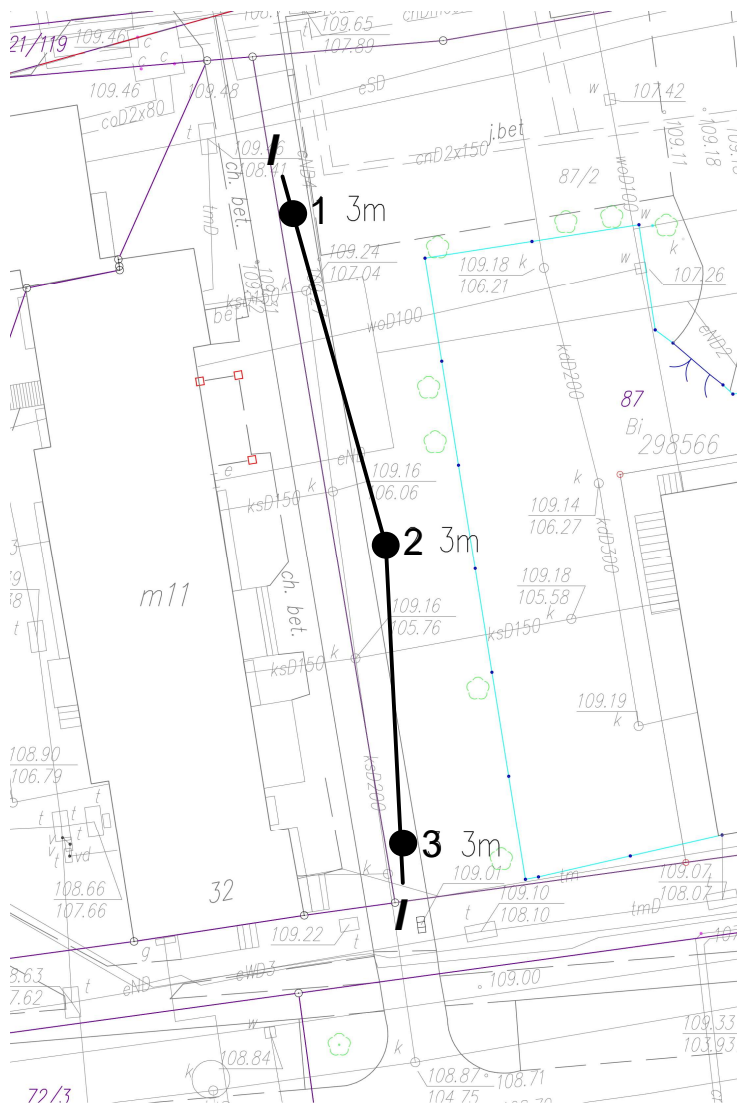 21/119
109.46
c
c
c
109.65
107.89
t
109.46
109.48
coD2x80
t
eSD
w
107.42
j.bet
cnD2x150
108.41
ch. bet.
eND4
woD100
109.11
109.18
87/2
I
1 3m
tmD
w
k
109.24
107.04
109.18
106.21
k
w
107.26
woD100
eND2
kdD200
87
Bi
298566
e
eND
109.16
106.06
k
ksD150
k
109.14
106.27
kdD300
2 3m
m11
ch. bet.
t
109.18
105.58
k
109.16
105.76
ksD150
k
ksD150
109.19
k
108.90
106.79
ksD200
t
t
t
t
v
v
vd
3 3m
k
108.66
107.66
32
109.01
109.07
108.07
I
t
109.10
108.10
tm
tmD
109.22
t
g
eWD3
eND
t
109.00
w
108.84
109.33
103.93
k
k
108.87
104.75
108.71
72/3